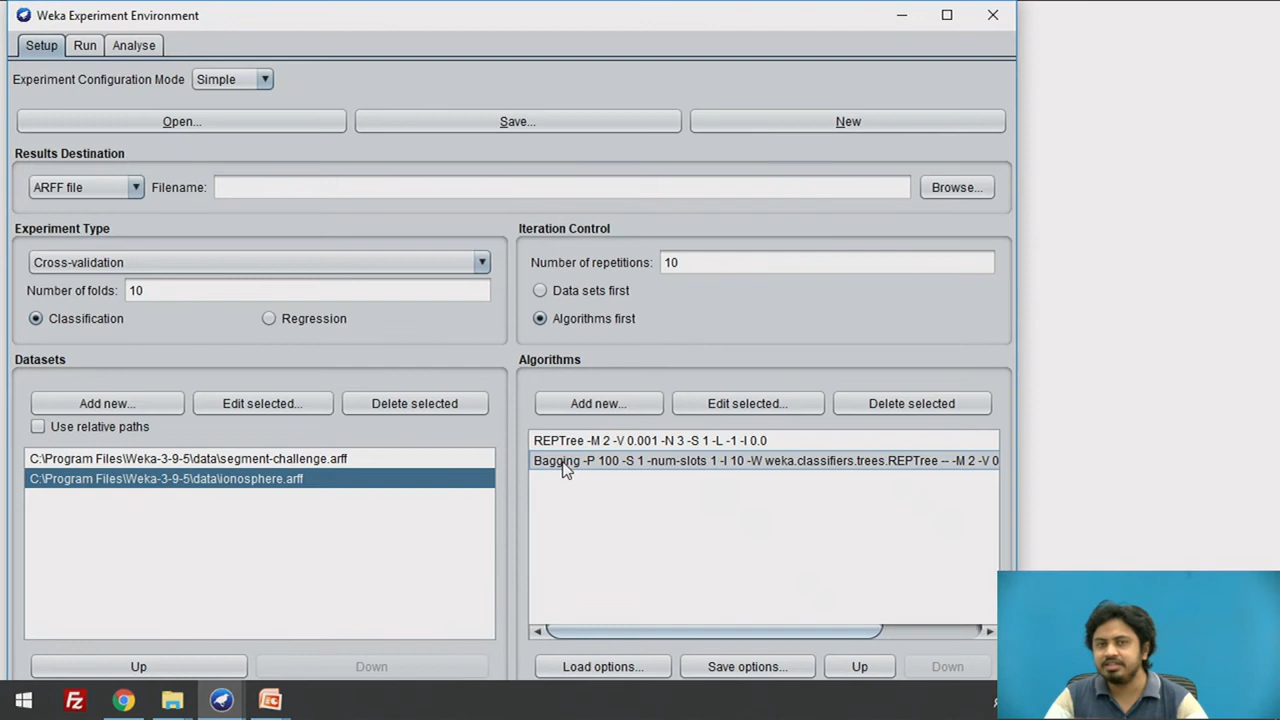 Weka Experiment Environment
Setup Run Analyse
Experiment Configuration Mode Simple
Open... Save... New
Results Destination
ARFF file Filename: Browse...
Experiment Type Iteration Control
Cross-validation Number of repetitions: 10
Number of folds: 10 Data sets first
Classification Regression Algorithms first
Datasets Algorithms
Add new... Edit selected... Delete selected Add new... Edit selected... Delete selected
Use relative paths
REPTree -M 2 -V 0.001 -N 3 -S 1 -L -1 -I 0.0
C:\Program Files\Weka-3-9-5\data\segment-challenge.arff
Bagging -P 100 -S 1 -num-slots 1 -I 10 -W weka.classifiers.trees.REPTree -- -M 2 -V 0
C:\Program Files\Weka-3-9-5\data\ionosphere.arff
Up Down Load options... Save options... Up Down